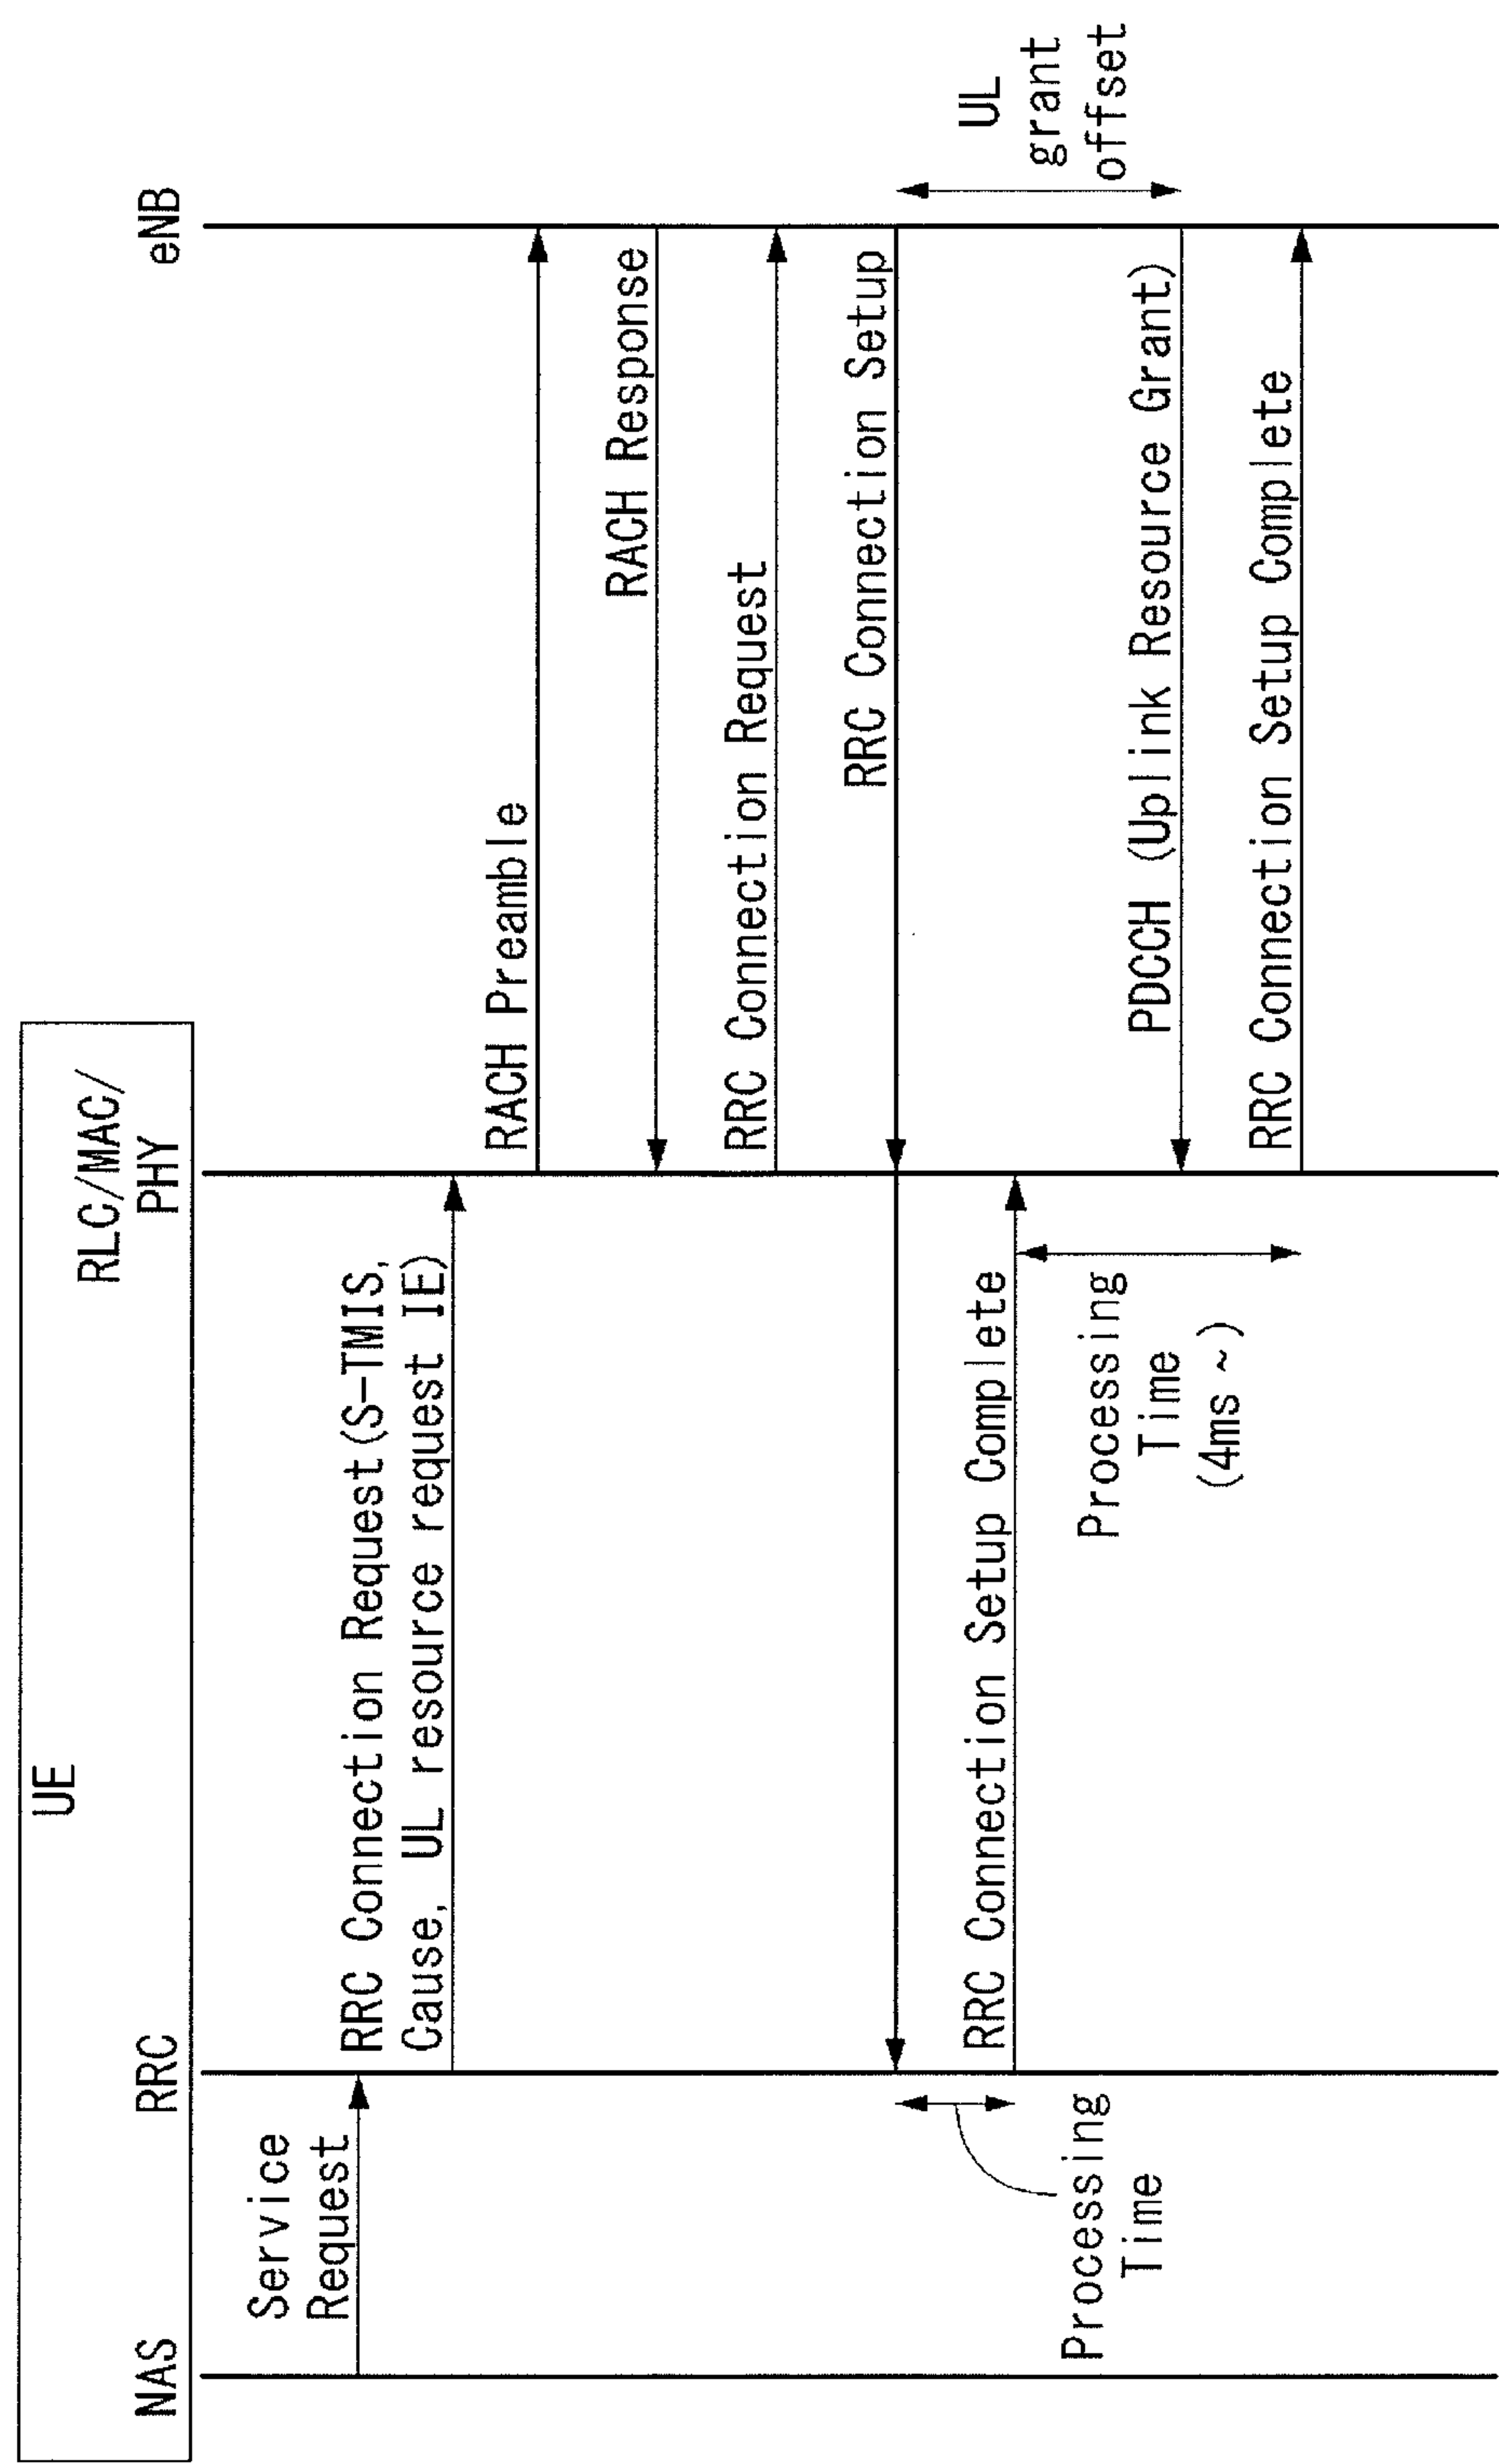 UE
NAS
RRC
RLC/MAC/
PHY
eNB
Service
Request
RRC Connection Request(S-TMIS,
Cause, UL resource request IE)
RACH Preamble
RACH Response
RRC Connection Request
RRC Connection Setup
RRC Connection Setup Complete
Processing
Time
Processing
Time
(4ms ~)
UL
grant
offset
PDCCH (Uplink Resource Grant)
RRC Connection Setup Complete